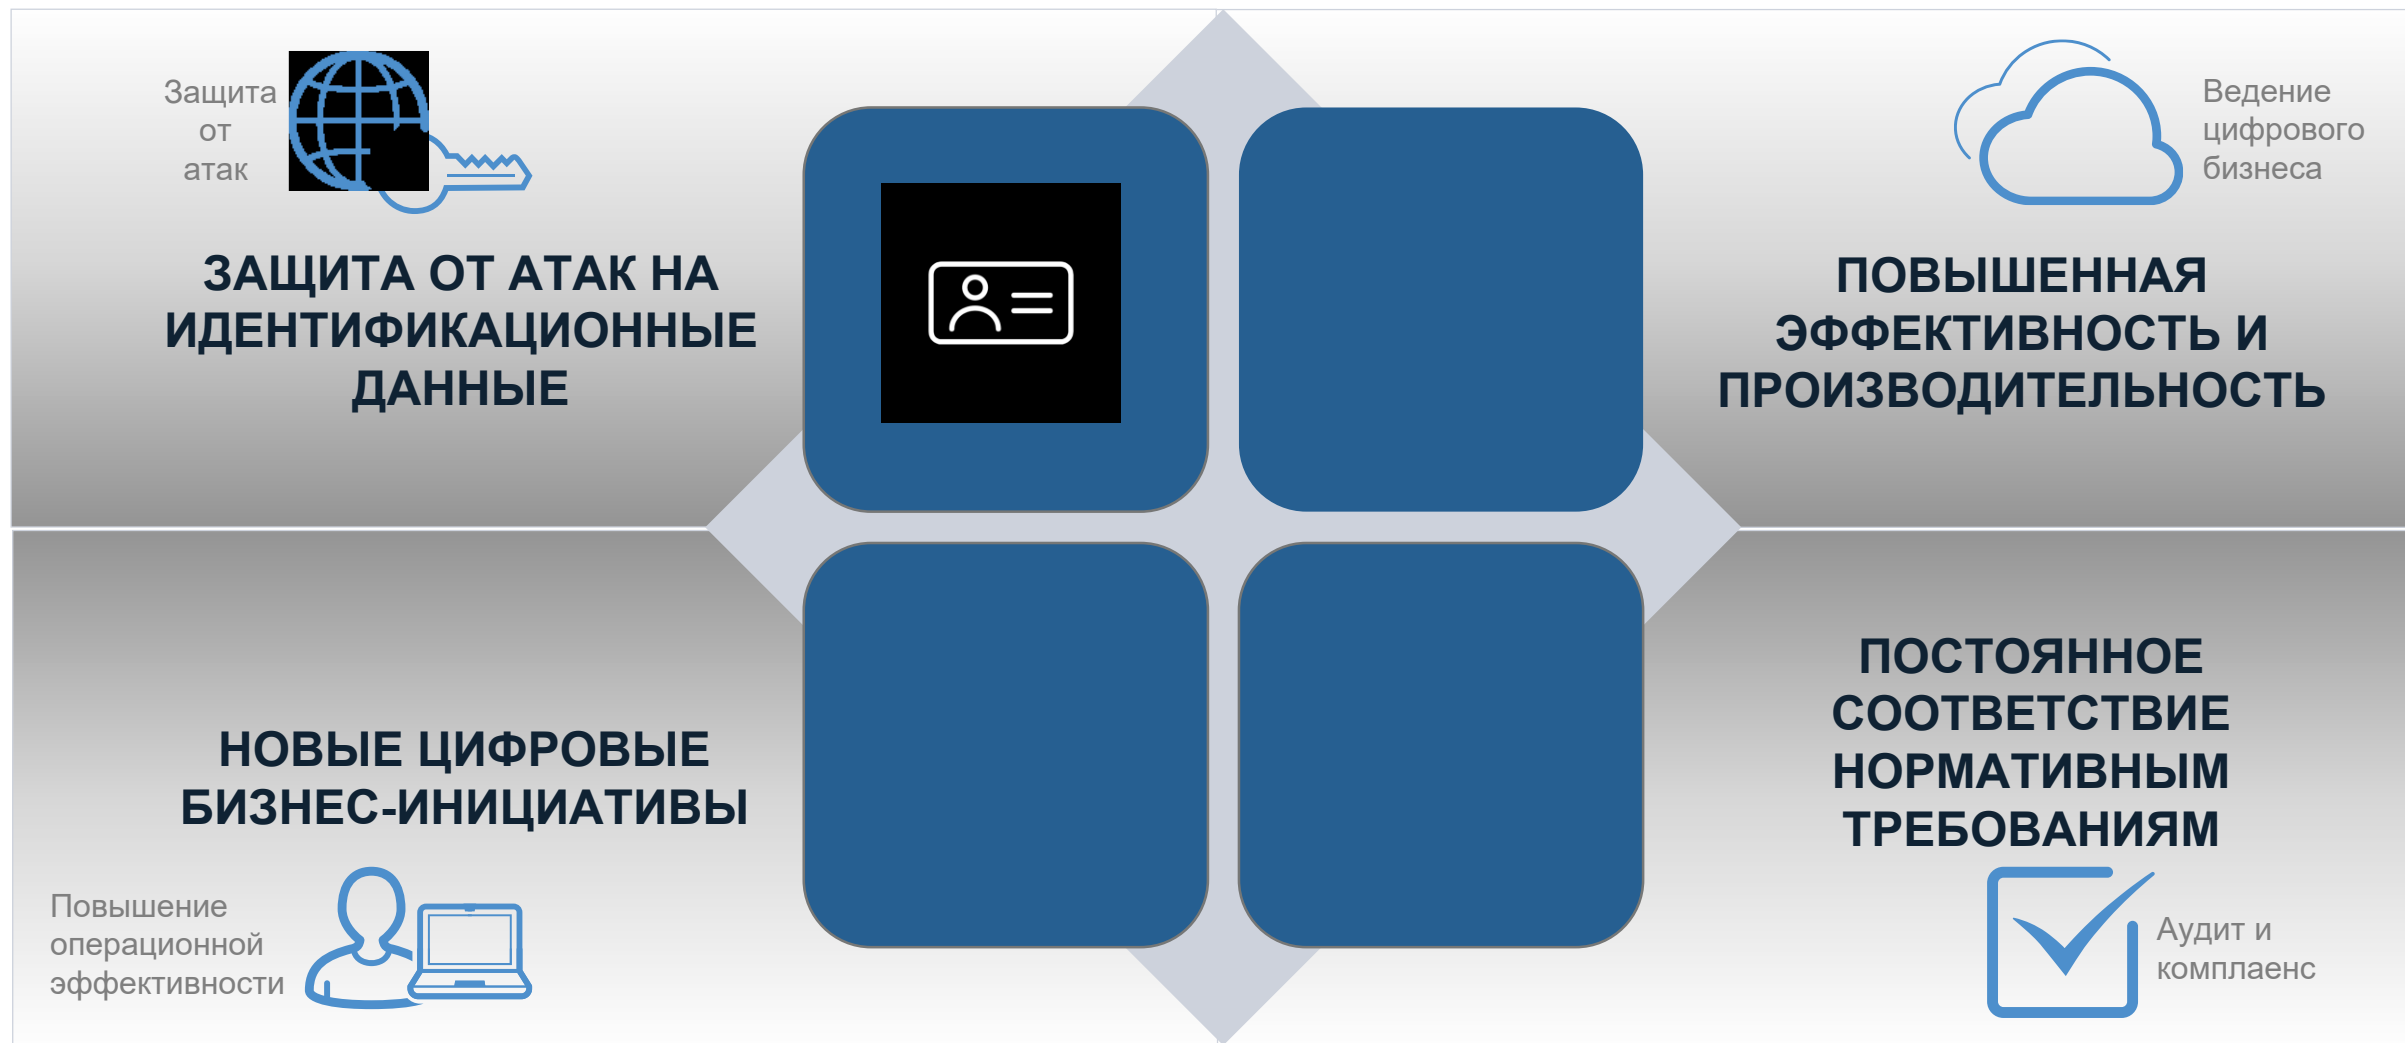 Защита
от
атак
ЗАЩИТА ОТ АТАК НА
ИДЕНТИФИКАЦИОННЫЕ
ДАННЫЕ
Ведение
цифрового
бизнеса
ПОВЫШЕННАЯ
ЭФФЕКТИВНОСТЬ И
ПРОИЗВОДИТЕЛЬНОСТЬ
НОВЫЕ ЦИФРОВЫЕ
БИЗНЕС-ИНИЦИАТИВЫ
Повышение
операционной
эффективности
ПОСТОЯННОЕ
СООТВЕТСТВИЕ
НОРМАТИВНЫМ
ТРЕБОВАНИЯМ
Аудит и
комплаенс